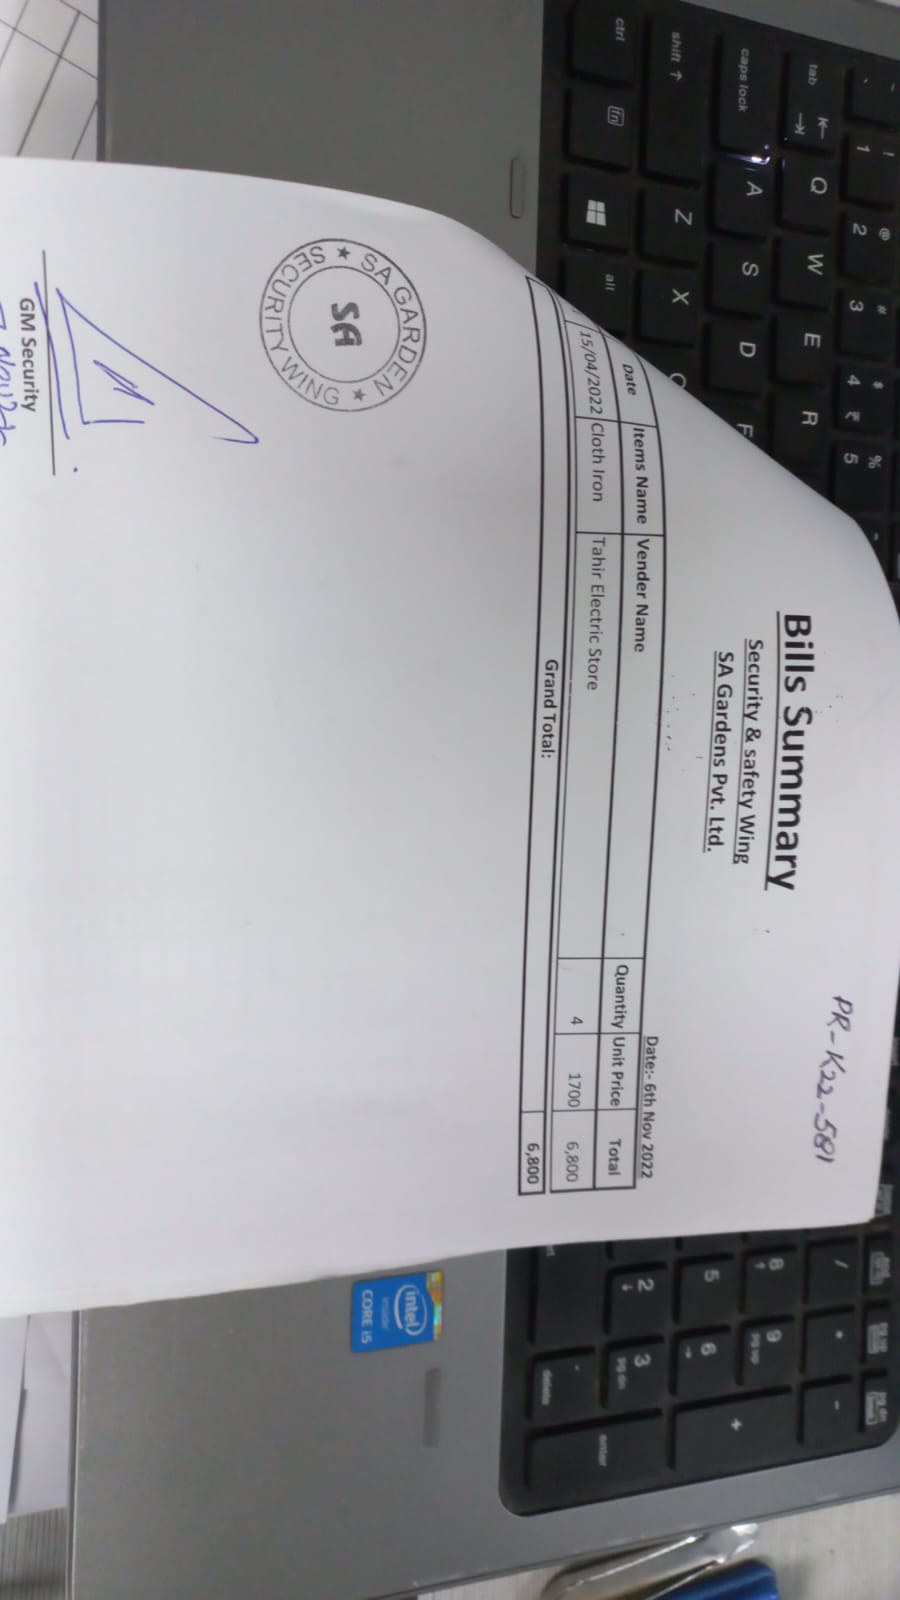 PR-K22-581
Bills Summary
Security & safety Wing
SA Gardens Pvt. Ltd.
Date:- 6th Nov 2022
Date Items Name Vender Name Quantity Unit Price Total
15/04/2022 Cloth Iron Tahir Electric Store 4 1700 6,800
Grand Total: 6,800
SA GARDEN
SA
SECURITY WING
GM Security
intel
inside
CORE i5
~ ` ! 1 @ 2 # 3 $ 4 ₹ % 5
tab Q W E R
caps lock A S D F
shift ↑ Z X C
ctrl fn alt
/ * -
8 ↑ 9 pg up +
5 6 →
2 ↓ 3 pg dn enter
. delete